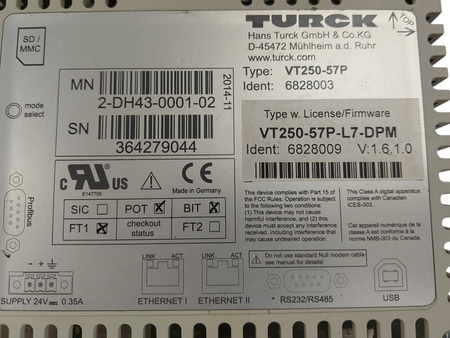 SD /
MMC
TURCK
TOP
Hans Turck GmbH & Co.KG
D-45472 Mühlheim a.d. Ruhr
www.turck.com
Type: VT250-57P
Ident: 6828003
MN
2-DH43-0001-02
2014-11
SN
364279044
mode
select
Type w. License/Firmware
VT250-57P-L7-DPM
Ident: 6828009 V:1.6.1.0
C RU US
E147705
CE
Made in Germany
SIC
POT
BIT
FT1
checkout
status
FT2
This device complies with Part 15 of
the FCC Rules. Operation is subject
to the following two conditions:
(1) This device may not cause
harmful interference, and (2) this
device must accept any interference
received, including interference
that may cause undesired operation.
This Class A digital apparatus
complies with Canadian
ICES-003.
Cet appareil numérique de la
classe A est conforme à la
norme NMB-003 du Canada.
Profibus
- +
SUPPLY 24V 0.35A
LINK ACT
ETHERNET I
LINK ACT
ETHERNET II
Do not use standard Null modem cable
see manual for details!
RS232/RS485
USB